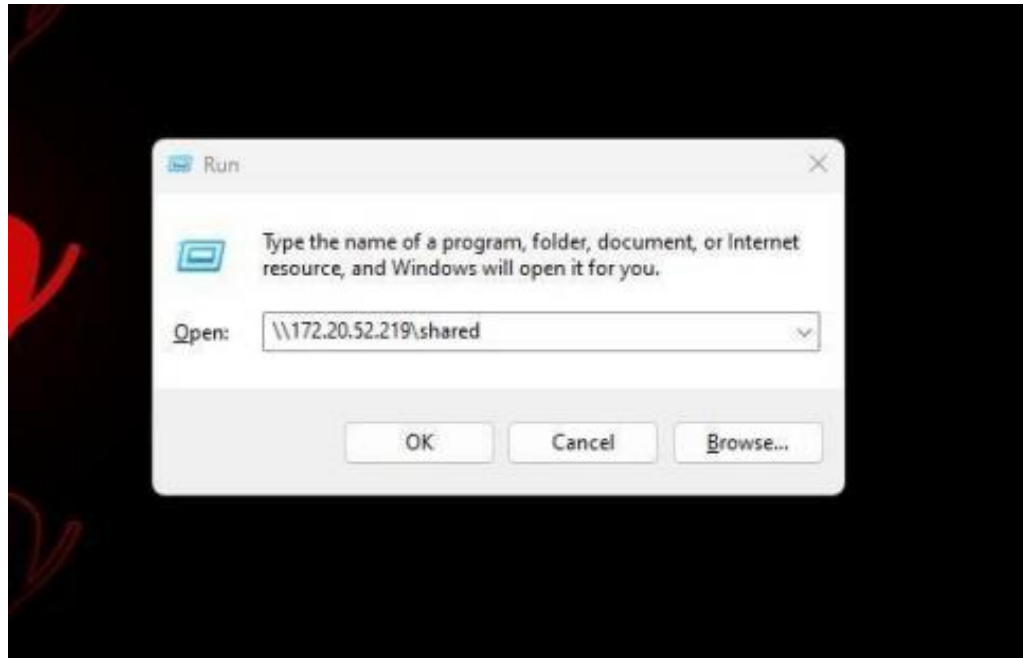 Run
Type the name of a program, folder, document, or Internet
resource, and Windows will open it for you.
Open:
\\172.20.52.219\shared
OK
Cancel
Browse...